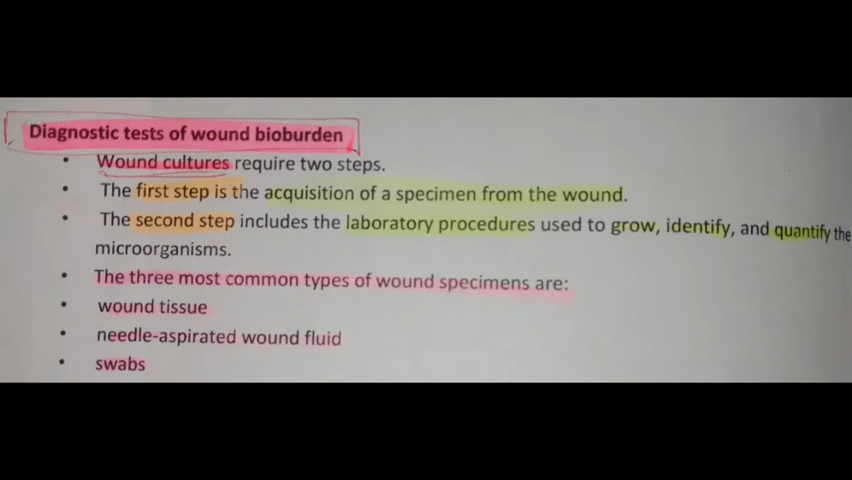 Diagnostic tests of wound bioburden
• Wound cultures require two steps.
• The first step is the acquisition of a specimen from the wound.
• The second step includes the laboratory procedures used to grow, identify, and quantify the
microorganisms.
• The three most common types of wound specimens are:
• wound tissue
• needle-aspirated wound fluid
• swabs